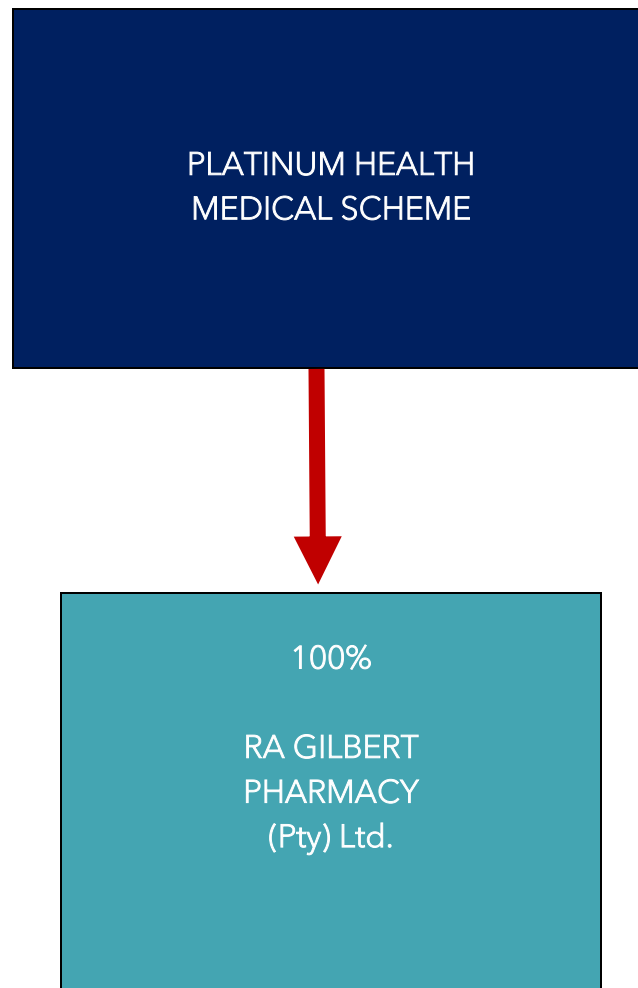 PLATINUM HEALTH
MEDICAL SCHEME
100%
RA GILBERT
PHARMACY
(Pty) Ltd.